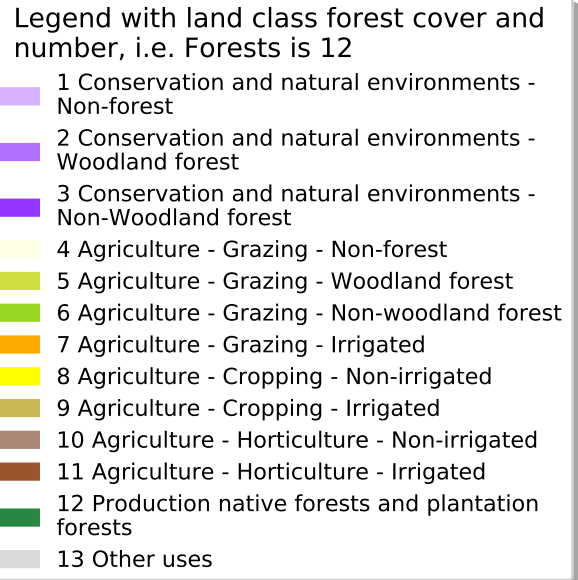 Legend with land class forest cover and
number, i.e. Forests is 12
1 Conservation and natural environments -
Non-forest
2 Conservation and natural environments -
Woodland forest
3 Conservation and natural environments -
Non-Woodland forest
4 Agriculture - Grazing - Non-forest
5 Agriculture - Grazing - Woodland forest
6 Agriculture - Grazing - Non-woodland forest
7 Agriculture - Grazing - Irrigated
8 Agriculture - Cropping - Non-irrigated
9 Agriculture - Cropping - Irrigated
10 Agriculture - Horticulture - Non-irrigated
11 Agriculture - Horticulture - Irrigated
12 Production native forests and plantation
forests
13 Other uses